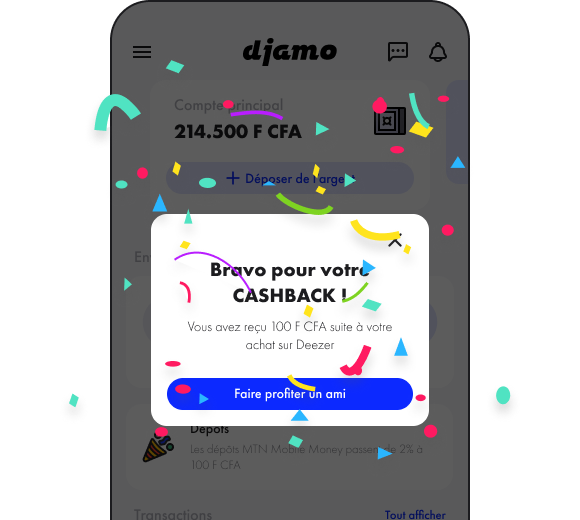 djamo
Compte principal
214.500 F CFA
Déposer de l'argent
Bravo pour votre
CASHBACK !
Vous avez reçu 100 F CFA suite à votre
achat sur Deezer
Faire profiter un ami
Dépôts
Les dépôts MTN Mobile Money passent de 2% à
100 F CFA
Transactions
Tout afficher